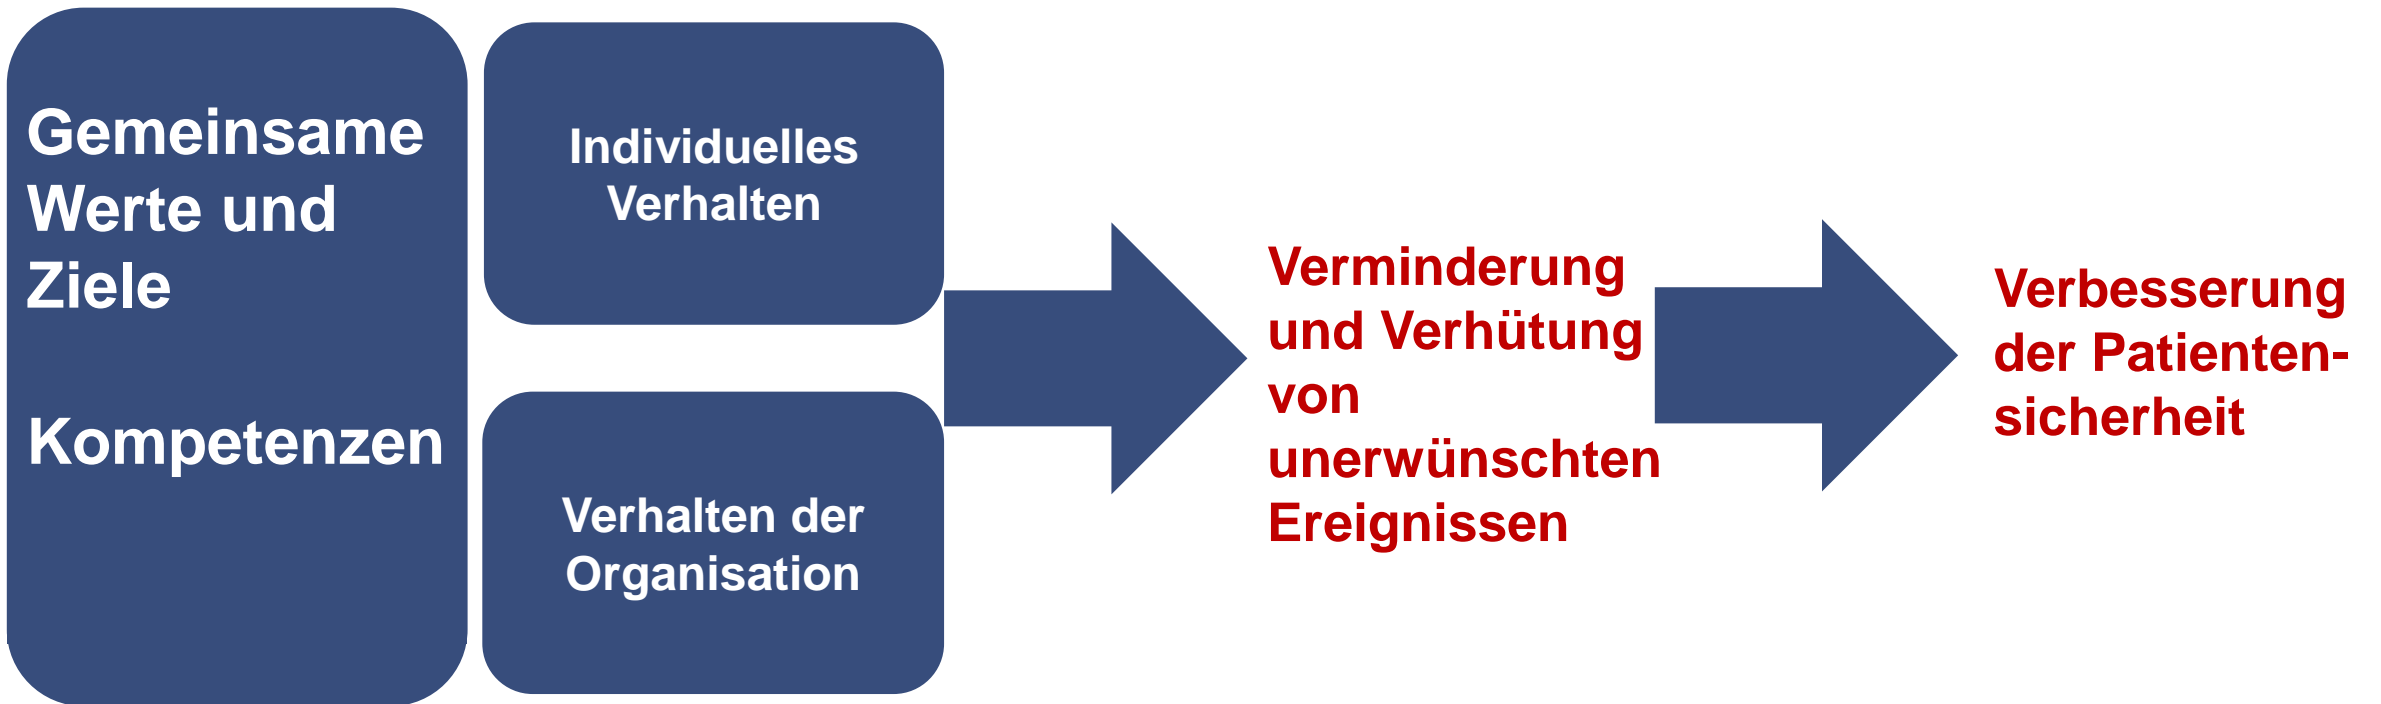 Gemeinsame
Werte und
Ziele
Kompetenzen
Individuelles
Verhalten
Verhalten der
Organisation
Verminderung
und Verhütung
von
unerwünschten
Ereignissen
Verbesserung
der Patienten-
sicherheit